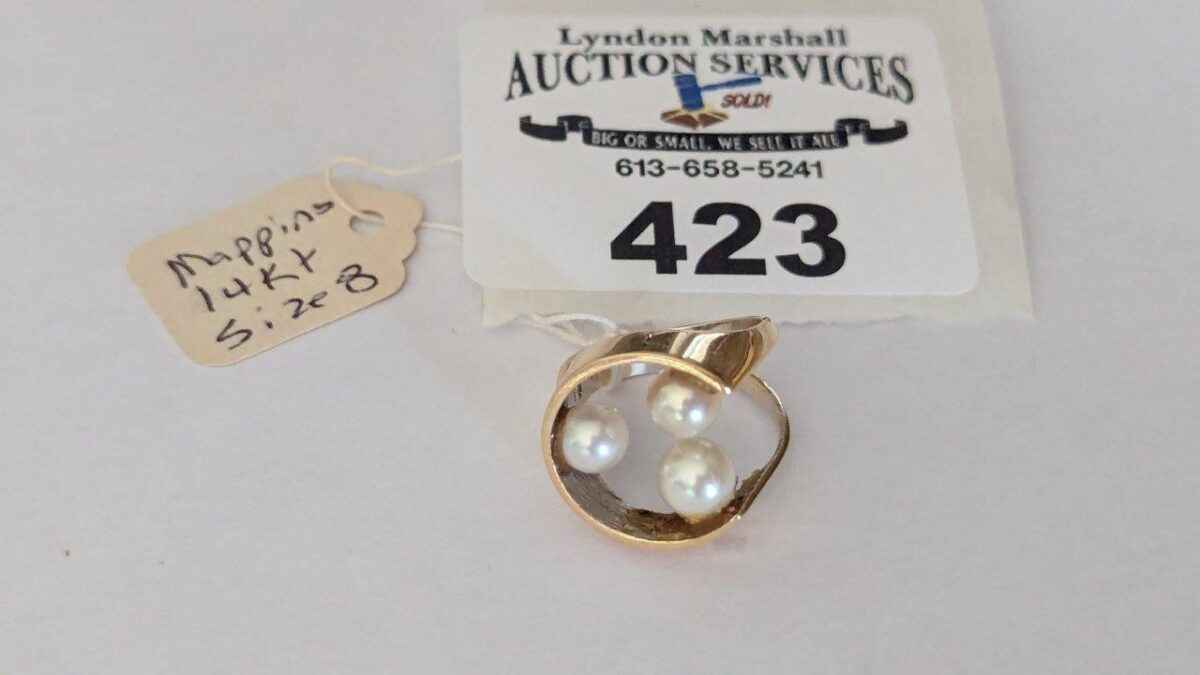 Lyndon Marshall
AUCTION SERVICES
SOLD!
BIG OR SMALL, WE SELL IT ALL
613-658-5241
423
Mappins
14Kt
Size 8